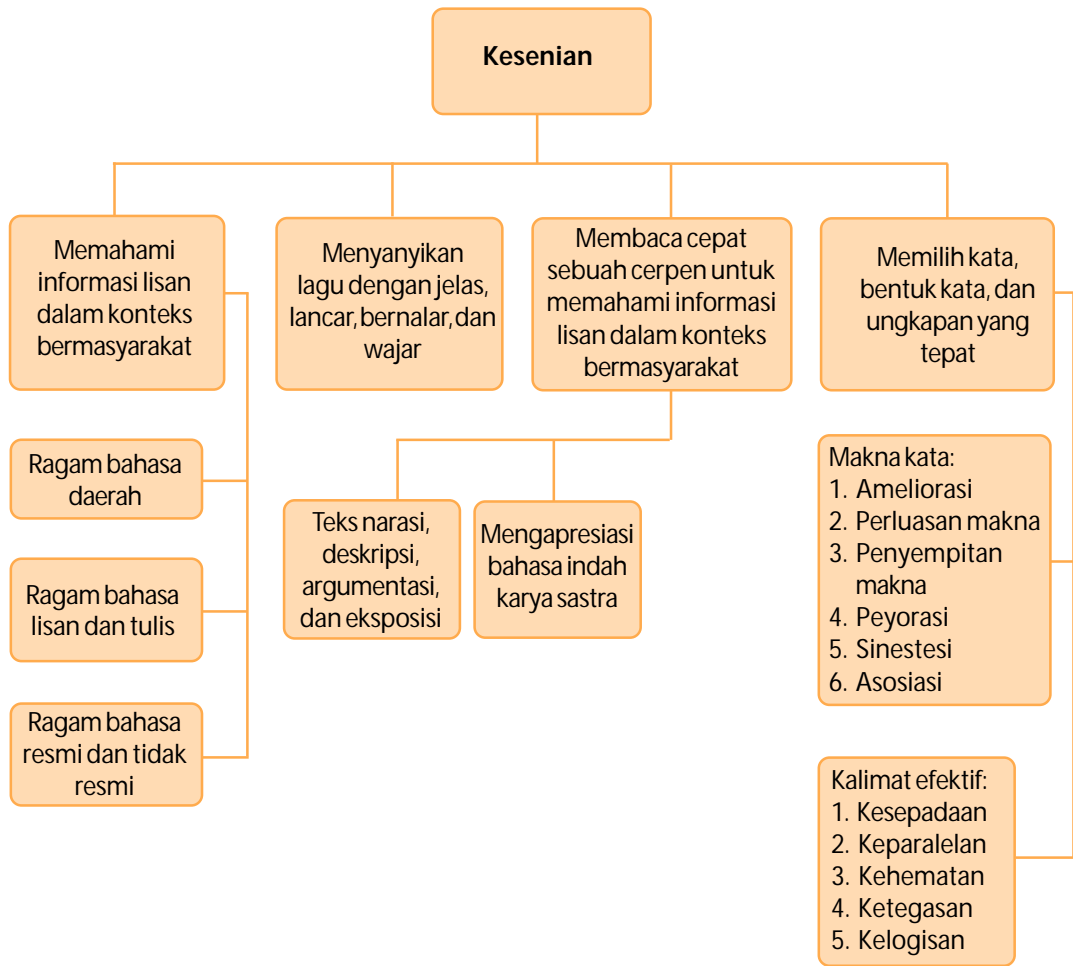 Kesenian
Memahami
informasi lisan
dalam konteks
bermasyarakat
Menyanyikan
lagu dengan jelas,
lancar, bernalar, dan
wajar
Membaca cepat
sebuah cerpen untuk
memahami informasi
lisan dalam konteks
bermasyarakat
Memilih kata,
bentuk kata, dan
ungkapan yang
tepat
Ragam bahasa
daerah
Ragam bahasa
lisan dan tulis
Ragam bahasa
resmi dan tidak
resmi
Teks narasi,
deskripsi,
argumentasi,
dan eksposisi
Mengapresiasi
bahasa indah
karya sastra
Makna kata:
1. Ameliorasi
2. Perluasan makna
3. Penyempitan
makna
4. Peyorasi
5. Sinestesi
6. Asosiasi
Kalimat efektif:
1. Kesepadaan
2. Keparalelan
3. Kehematan
4. Ketegasan
5. Kelogisan